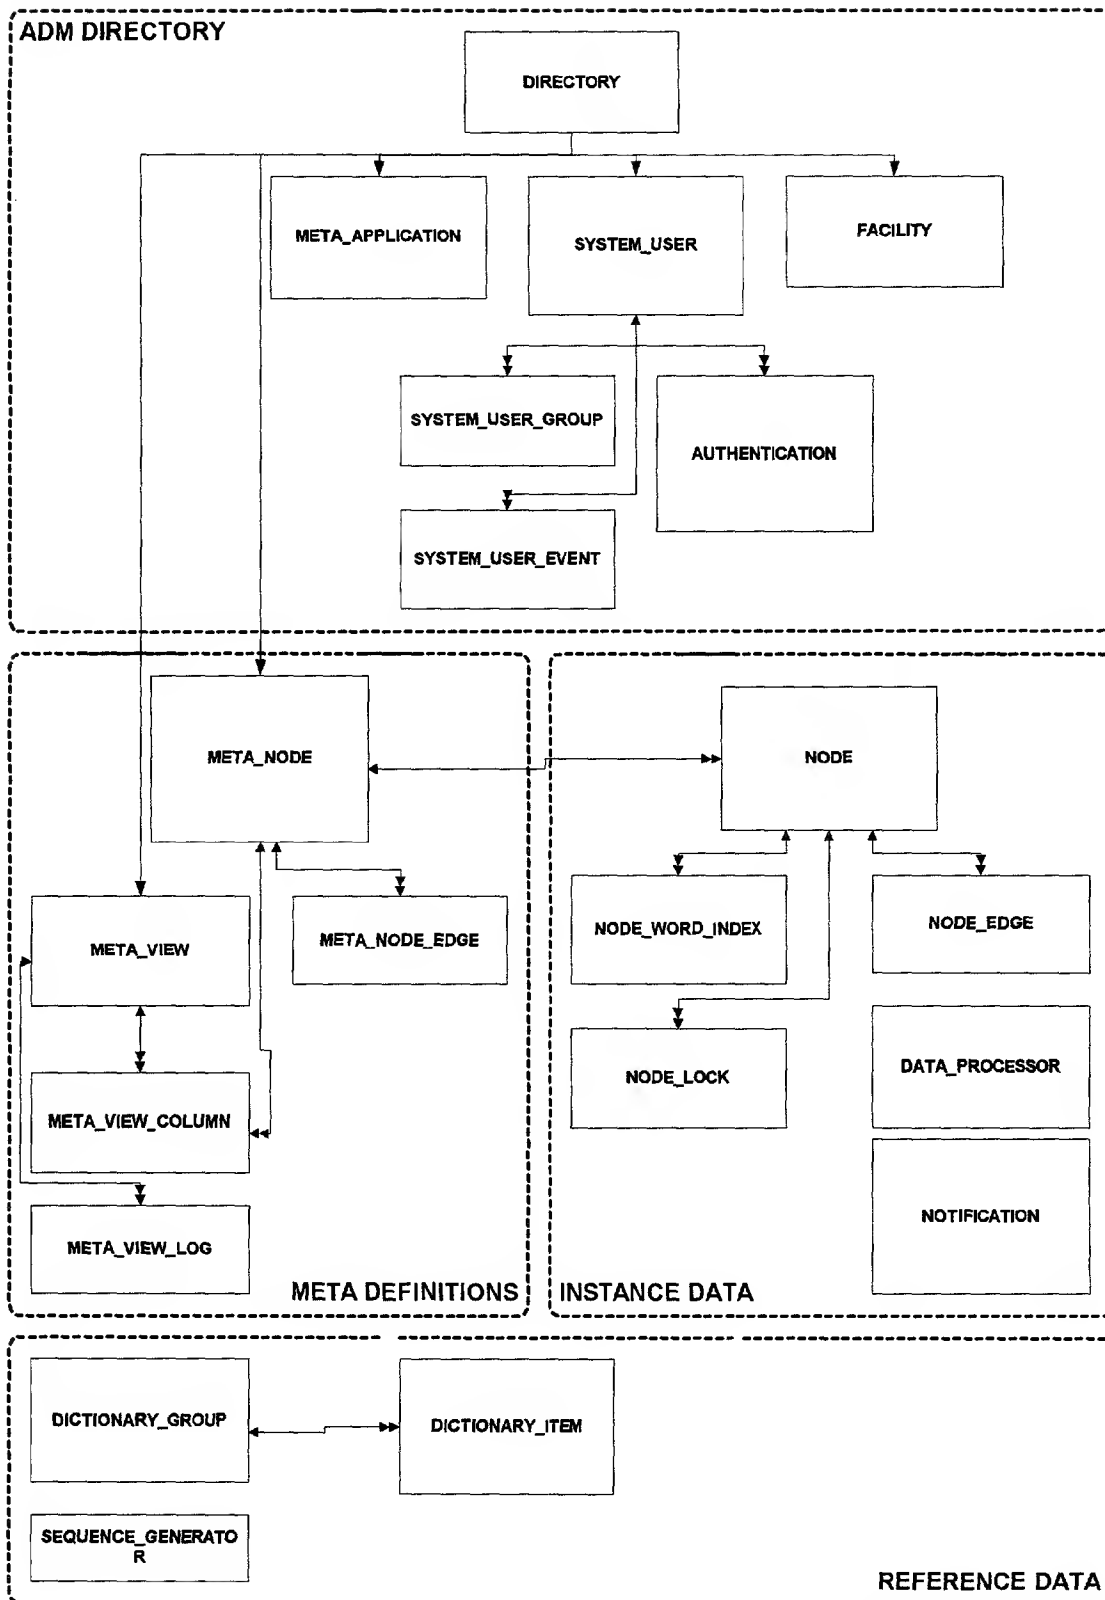 ADM DIRECTORY
DIRECTORY
META_APPLICATION
SYSTEM_USER
FACILITY
SYSTEM_USER_GROUP
AUTHENTICATION
SYSTEM_USER_EVENT
META_NODE
NODE
META_VIEW
META_NODE_EDGE
NODE_WORD_INDEX
NODE_EDGE
META_VIEW_COLUMN
NODE_LOCK
DATA_PROCESSOR
META_VIEW_LOG
NOTIFICATION
META DEFINITIONS
INSTANCE DATA
DICTIONARY_GROUP
DICTIONARY_ITEM
SEQUENCE_GENERATO
R
REFERENCE DATA